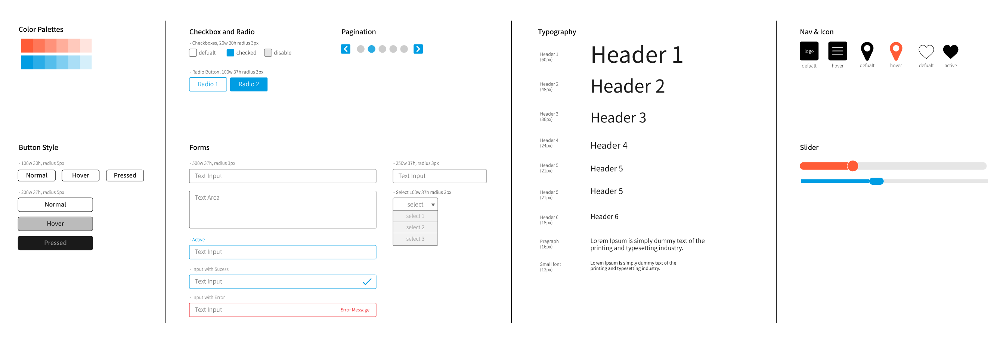 Color Palettes
Button Style
- 100w 30h, radius 5px
Normal
Hover
Pressed
- 200w 37h, radius 5px
Normal
Hover
Pressed
Checkbox and Radio
- Checkboxes, 20w 20h radius 3px
defualt
checked
disable
- Radio Button, 100w 37h radius 3px
Radio 1
Radio 2
Pagination
Forms
- 500w 37h, radius 3px
Text Input
Text Area
- Active
Text Input
- Input with Sucess
Text Input
- Input with Error
Text Input
Error Message
- 250w 37h, radius 3px
Text Input
- Select 100w 37h radius 3px
select
select 1
select 2
select 3
Typography
Header 1
(60px)
Header 1
Header 2
(48px)
Header 2
Header 3
(36px)
Header 3
Header 4
(24px)
Header 4
Header 5
(21px)
Header 5
Header 5
(21px)
Header 5
Header 6
(18px)
Header 6
Pragraph
(16px)
Lorem Ipsum is simply dummy text of the
printing and typesetting industry.
Small font
(12px)
Lorem Ipsum is simply dummy text of the
printing and typesetting industry.
Nav & Icon
logo
defualt
hover
defualt
hover
defualt
active
Slider